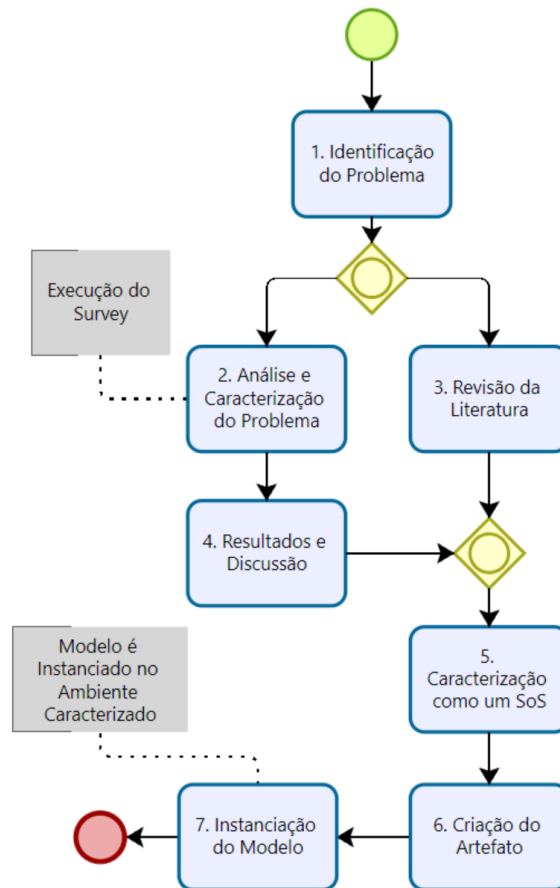 1. Identificação
do Problema
Execução do
Survey
2. Análise e
Caracterização
do Problema
3. Revisão da
Literatura
4. Resultados e
Discussão
Modelo é
Instanciado no
Ambiente
Caracterizado
5.
Caracterização
como um SoS
7. Instanciação
do Modelo
6. Criação do
Artefato